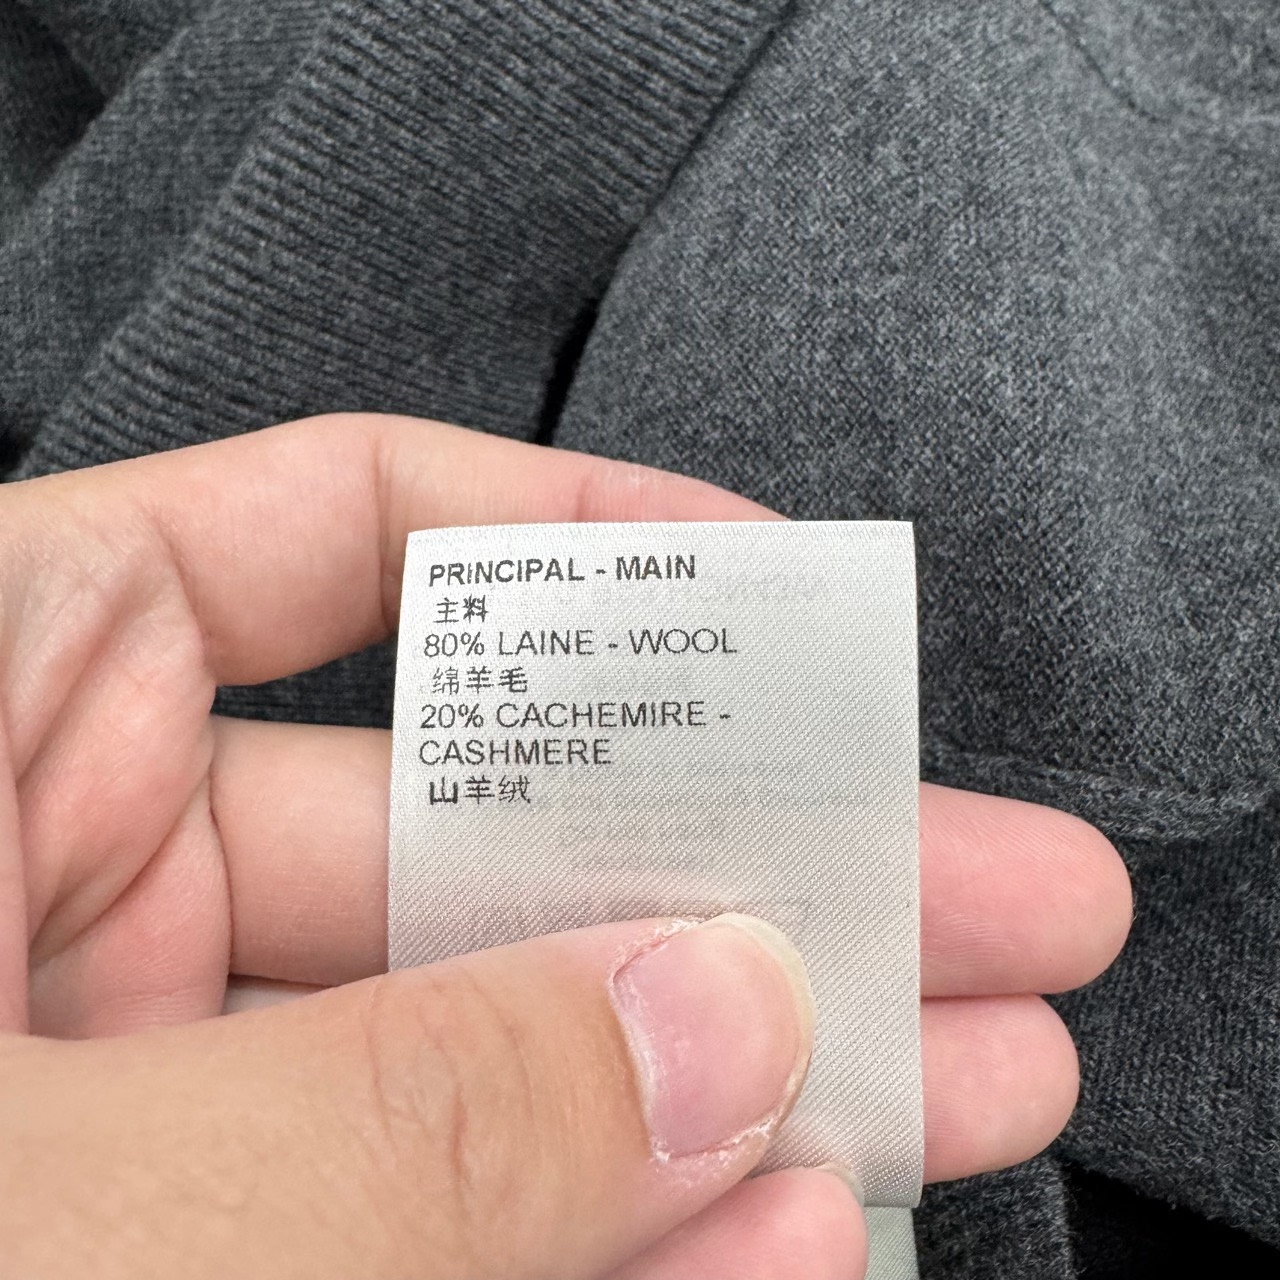 PRINCIPAL - MAIN
主料
80% LAINE - WOOL
绵羊毛
20% CACHEMIRE -
CASHMERE
山羊绒